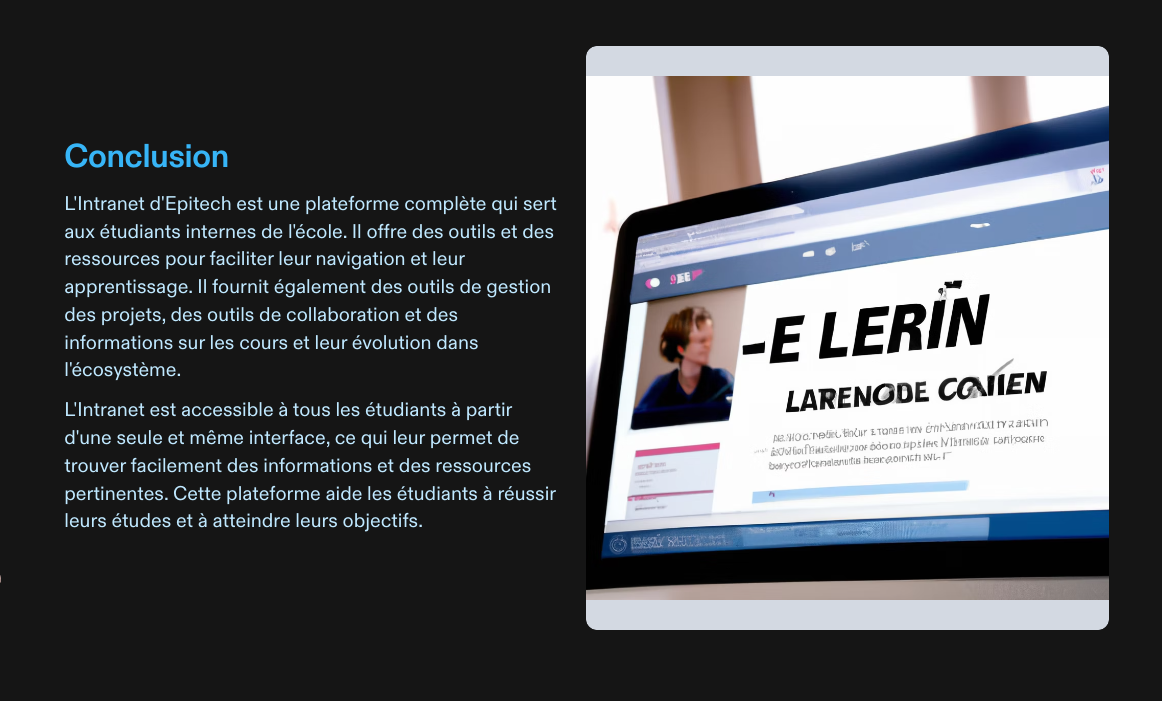 Conclusion
L'Intranet d'Epitech est une plateforme complète qui sert
aux étudiants internes de l'école. Il offre des outils et des
ressources pour faciliter leur navigation et leur
apprentissage. Il fournit également des outils de gestion
des projets, des outils de collaboration et des
informations sur les cours et leur évolution dans
l'écosystème.
L'Intranet est accessible à tous les étudiants à partir
d'une seule et même interface, ce qui leur permet de
trouver facilement des informations et des ressources
pertinentes. Cette plateforme aide les étudiants à réussir
leurs études et à atteindre leurs objectifs.
-E LERIN
LARENODE